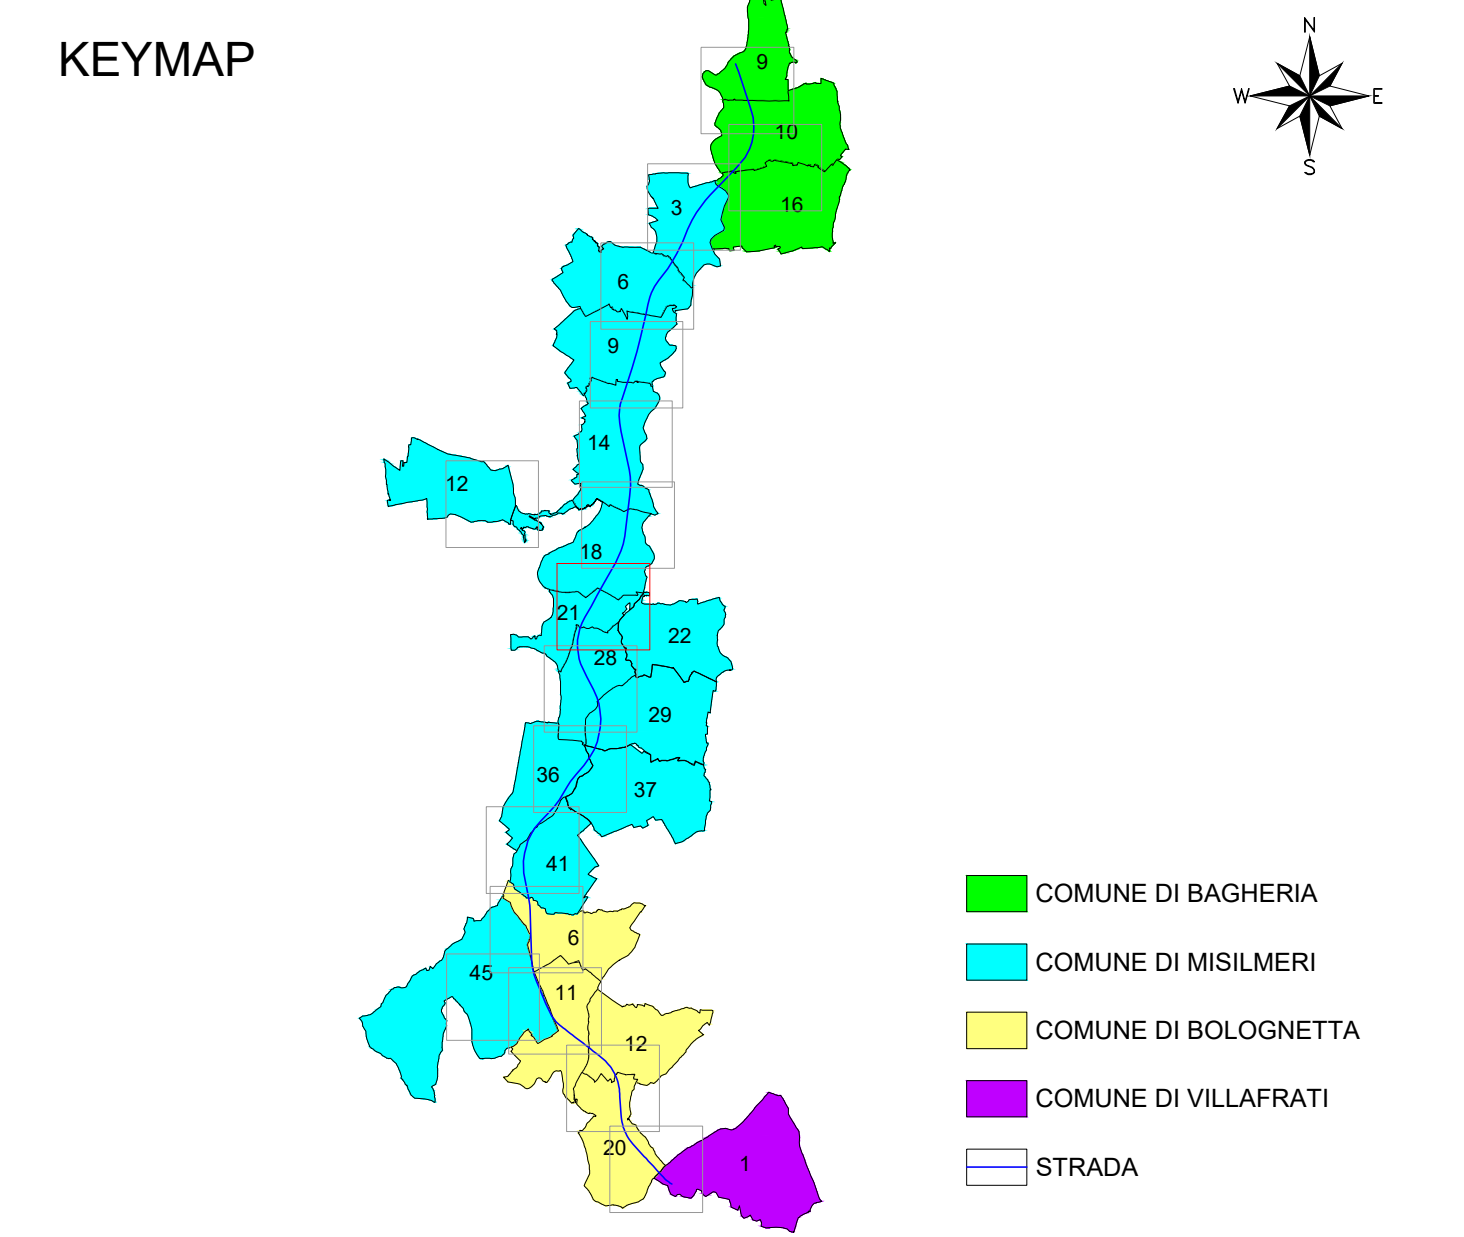 KEYMAP
N
W
E
S
9
10
16
3
6
9
14
12
18
21
22
28
29
36
37
41
6
45
11
12
20
1
COMUNE DI BAGHERIA
COMUNE DI MISILMERI
COMUNE DI BOLOGNETTA
COMUNE DI VILLAFRATI
STRADA